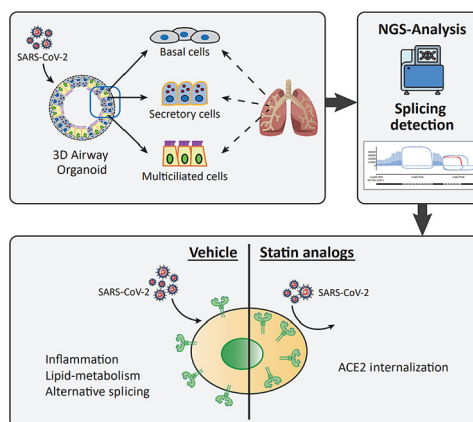 SARS-CoV-2
3D Airway
Organoid
Basal cells
Secretory cells
Multiciliated cells
NGS-Analysis
Splicing
detection
Vehicle
Statin analogs
SARS-CoV-2
SARS-CoV-2
Inflammation
Lipid-metabolism
Alternative splicing
ACE2 internalization